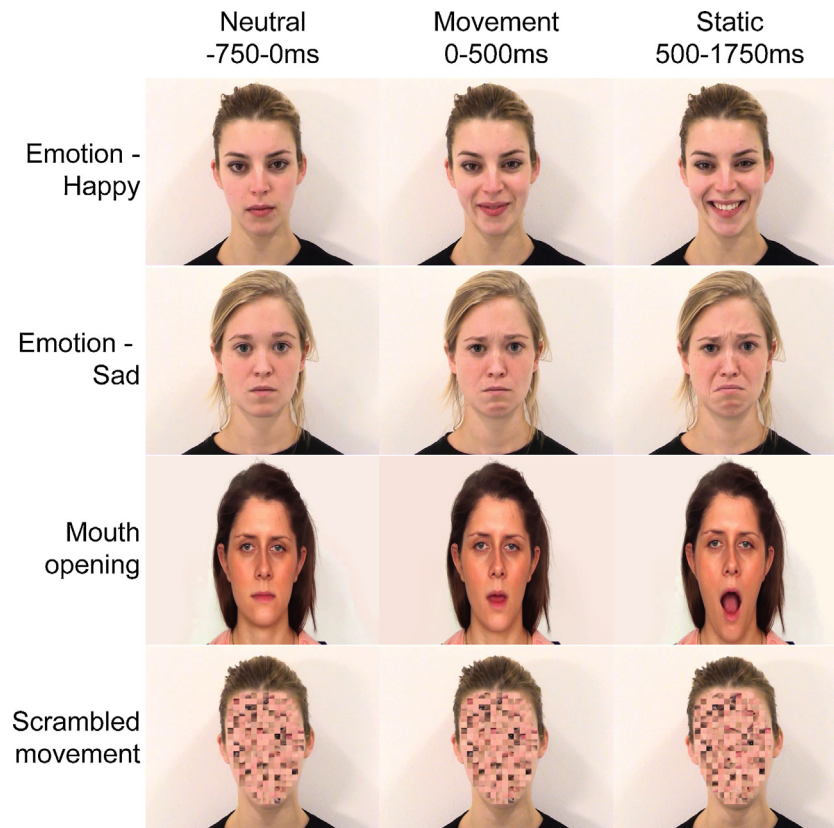 Neutral
-750-0ms
Movement
0-500ms
Static
500-1750ms
Emotion -
Happy
Emotion -
Sad
Mouth
opening
Scrambled
movement